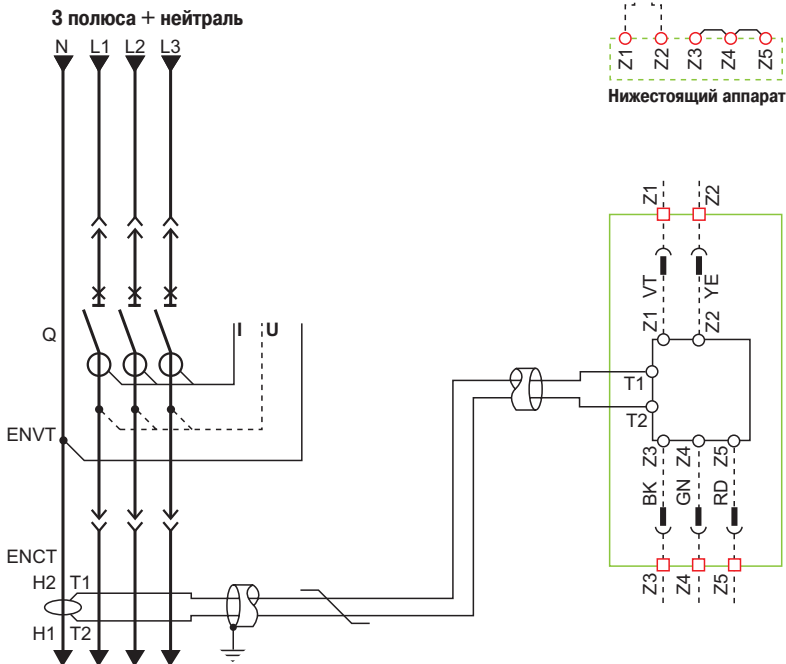 3 полюса + нейтраль
N L1 L2 L3
Z1 Z2 Z3 Z4 Z5
Нижестоящий аппарат
Z1 Z2
VT YE
Z1 Z2
Q
I U
T1
T2
ENVT
Z3 Z4 Z5
BK GN RD
ENCT
H2 T1
Z3 Z4 Z5
H1 T2